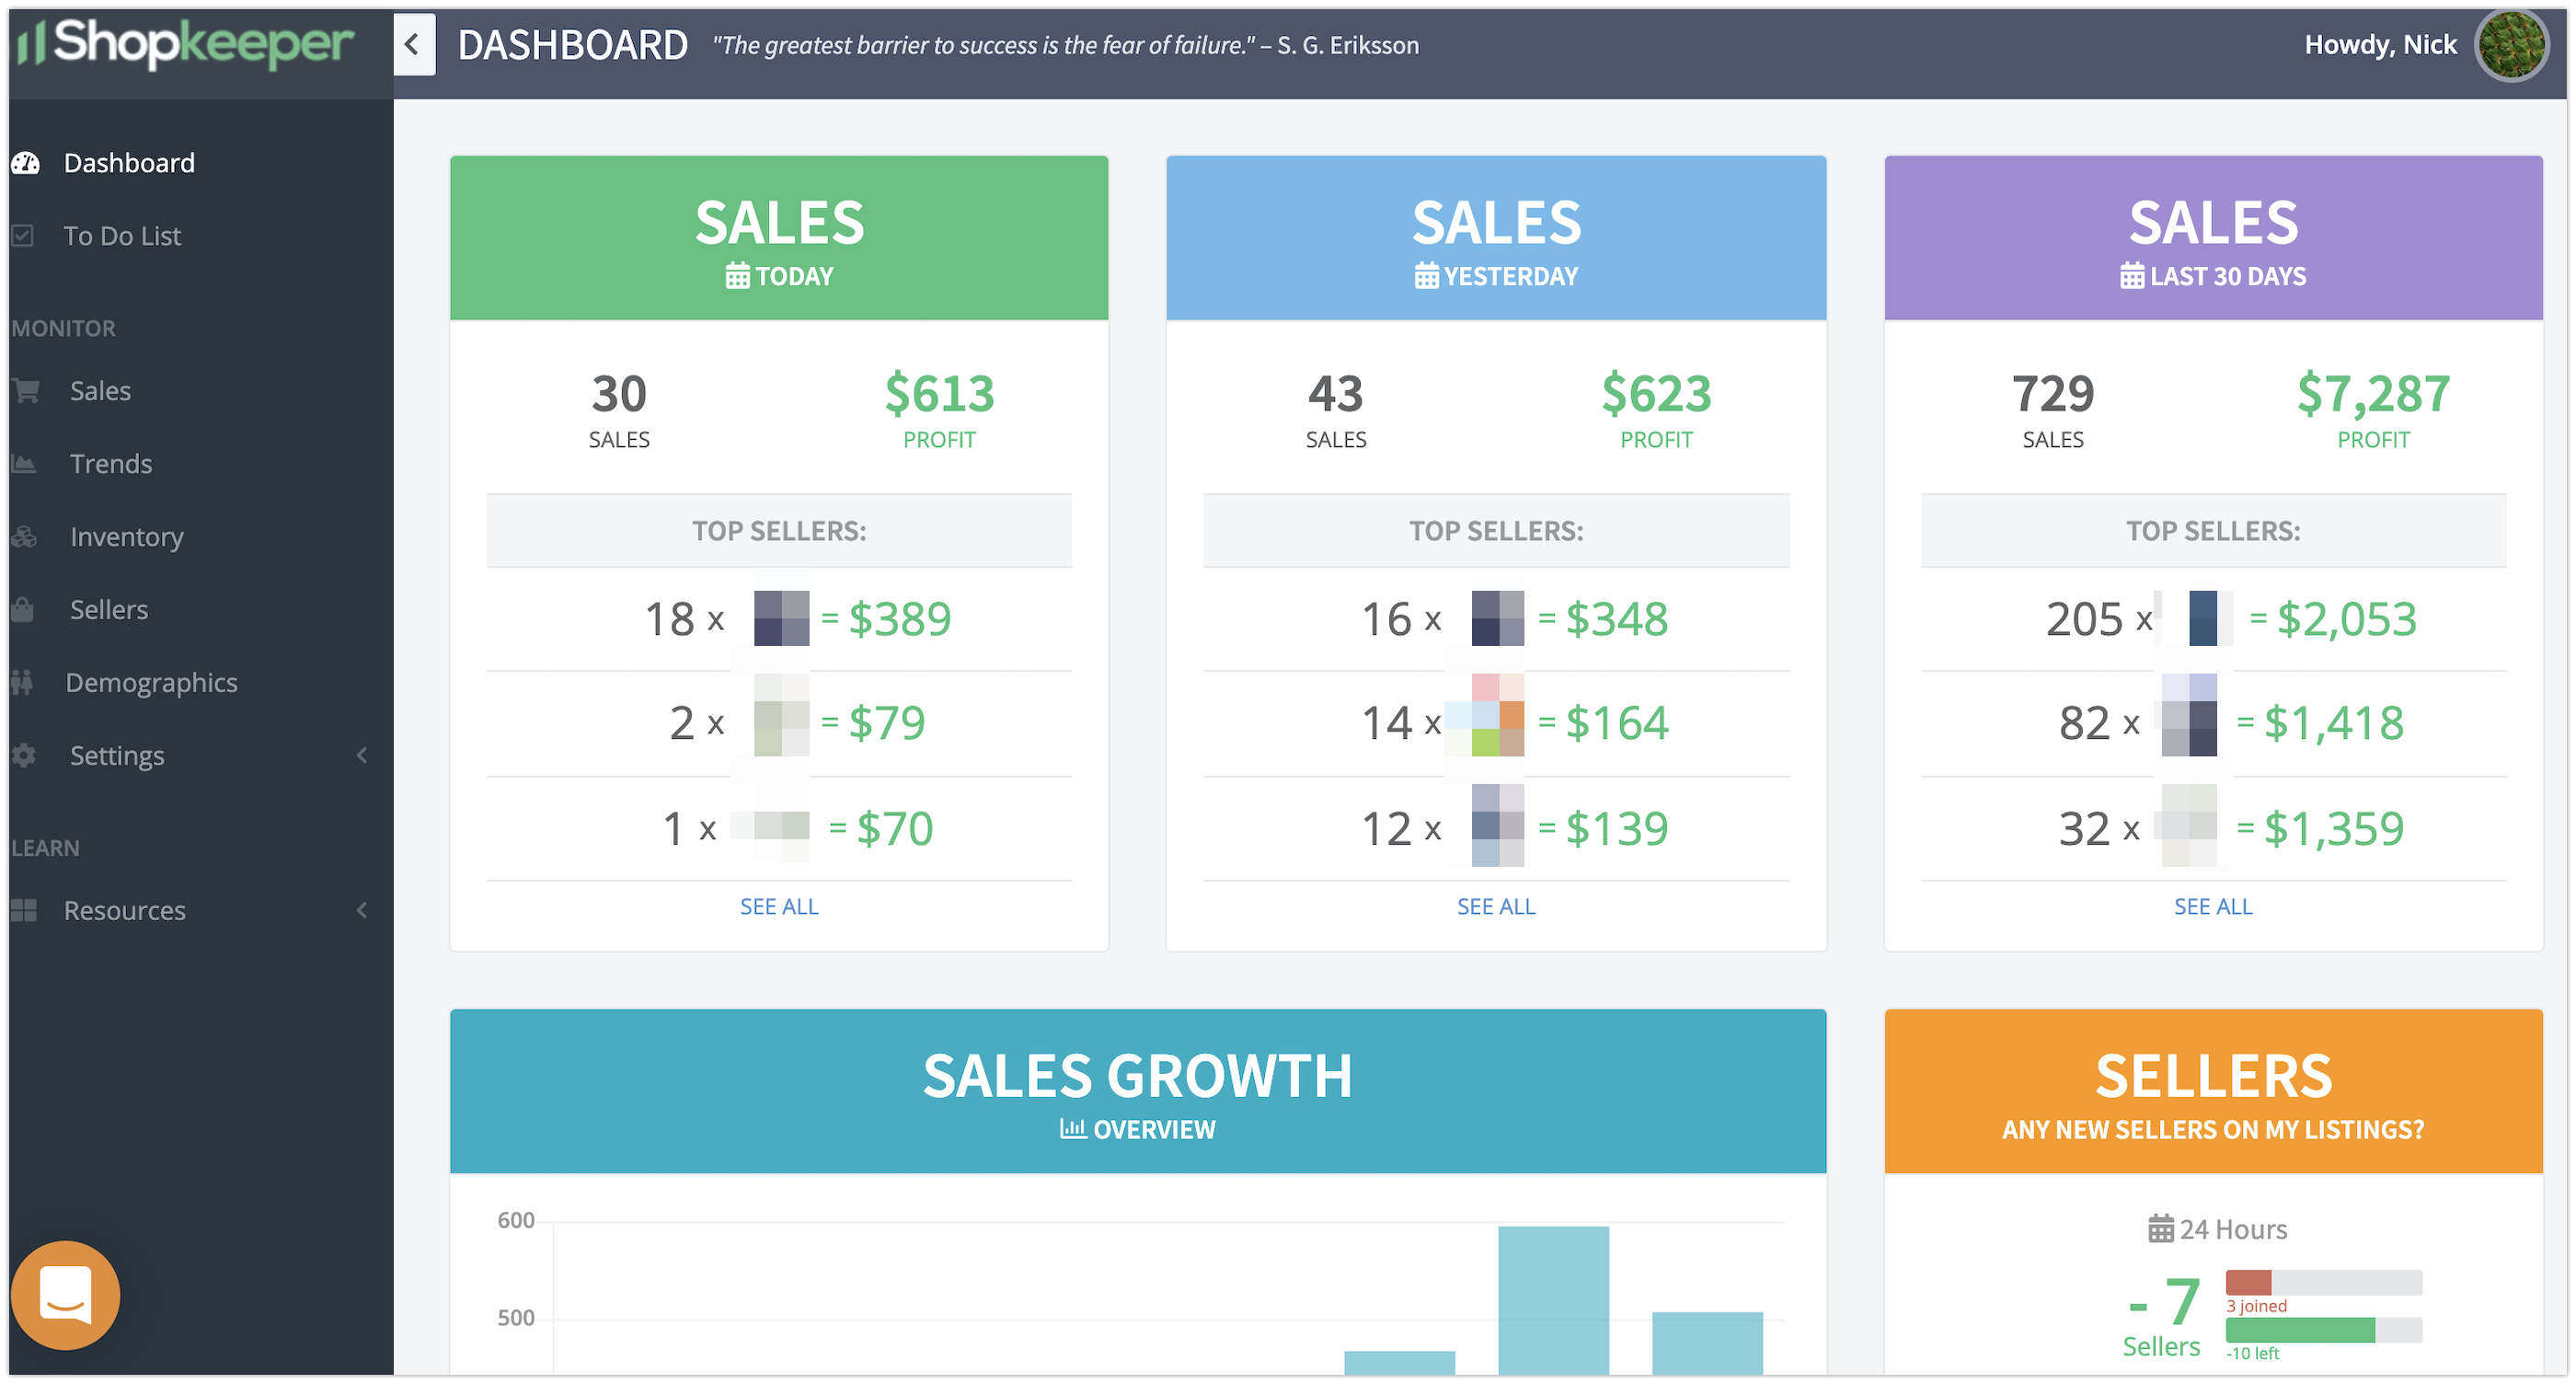 Shopkeeper
DASHBOARD "The greatest barrier to success is the fear of failure." – S. G. Eriksson
Howdy, Nick
Dashboard
To Do List
MONITOR
Sales
Trends
Inventory
Sellers
Demographics
Settings
LEARN
Resources
SALES
TODAY
30 $613
SALES PROFIT
TOP SELLERS:
18 x = $389
2 x = $79
1 x = $70
SEE ALL
SALES
YESTERDAY
43 $623
SALES PROFIT
TOP SELLERS:
16 x = $348
14 x = $164
12 x = $139
SEE ALL
SALES
LAST 30 DAYS
729 $7,287
SALES PROFIT
TOP SELLERS:
205 x = $2,053
82 x = $1,418
32 x = $1,359
SEE ALL
SALES GROWTH
OVERVIEW
600
500
SELLERS
ANY NEW SELLERS ON MY LISTINGS?
24 Hours
- 7
Sellers
3 joined
-10 left